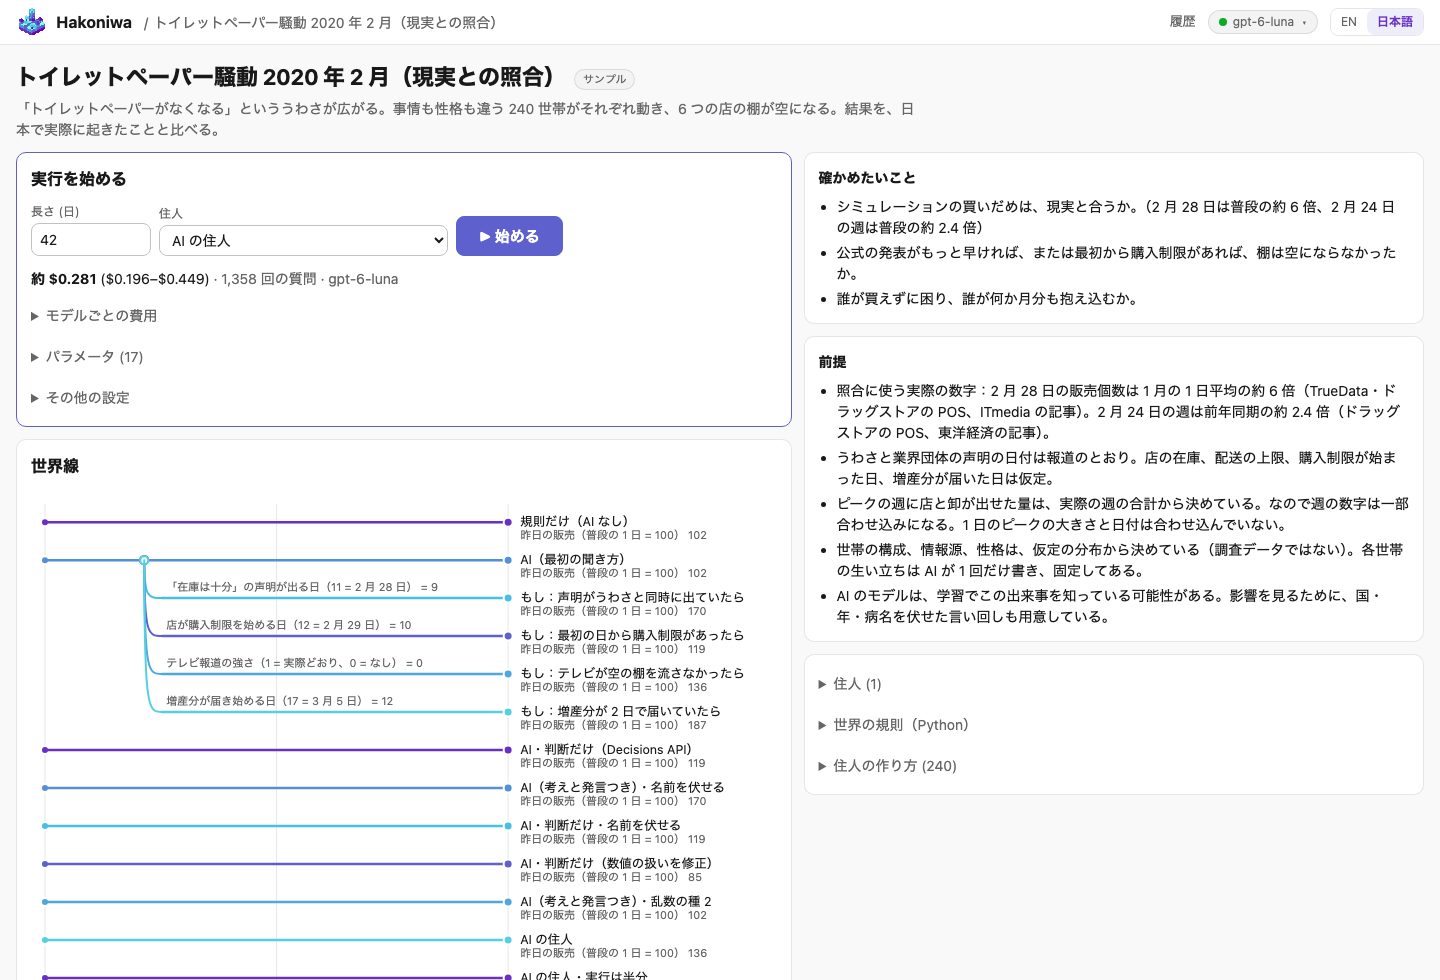 Hakoniwa / トイレットペーパー騒動 2020 年 2 月（現実との照合）
履歴 gpt-6-luna EN 日本語
トイレットペーパー騒動 2020 年 2 月（現実との照合） サンプル
「トイレットペーパーがなくなる」といううわさが広がる。事情も性格も違う 240 世帯がそれぞれ動き、6 つの店の棚が空になる。結果を、日
本で実際に起きたことと比べる。
実行を始める
長さ (日) 住人
42 AI の住人 ▶ 始める
約 $0.281 ($0.196–$0.449) · 1,358 回の質問 · gpt-6-luna
▶ モデルごとの費用
▶ パラメータ (17)
▶ その他の設定
世界線
規則だけ（AI なし）
昨日の販売（普段の 1 日 = 100） 102
AI（最初の聞き方）
昨日の販売（普段の 1 日 = 100） 102
「在庫は十分」の声明が出る日（11 = 2 月 28 日） = 9
もし：声明がうわさと同時に出ていたら
昨日の販売（普段の 1 日 = 100） 170
店が購入制限を始める日（12 = 2 月 29 日） = 10
もし：最初の日から購入制限があったら
昨日の販売（普段の 1 日 = 100） 119
テレビ報道の強さ（1 = 実際どおり、0 = なし） = 0
もし：テレビが空の棚を流さなかったら
昨日の販売（普段の 1 日 = 100） 136
増産分が届き始める日（17 = 3 月 5 日） = 12
もし：増産分が 2 日で届いていたら
昨日の販売（普段の 1 日 = 100） 187
AI・判断だけ（Decisions API）
昨日の販売（普段の 1 日 = 100） 119
AI（考えと発言つき）・名前を伏せる
昨日の販売（普段の 1 日 = 100） 170
AI・判断だけ・名前を伏せる
昨日の販売（普段の 1 日 = 100） 119
AI・判断だけ（数値の扱いを修正）
昨日の販売（普段の 1 日 = 100） 85
AI（考えと発言つき）・乱数の種 2
昨日の販売（普段の 1 日 = 100） 102
AI の住人
昨日の販売（普段の 1 日 = 100） 136
AI の住人・実行は半分
確かめたいこと
• シミュレーションの買いだめは、現実と合うか。（2 月 28 日は普段の約 6 倍、2 月 24 日
の週は普段の約 2.4 倍）
• 公式の発表がもっと早ければ、または最初から購入制限があれば、棚は空にならなかった
か。
• 誰が買えずに困り、誰が何か月分も抱え込むか。
前提
• 照合に使う実際の数字：2 月 28 日の販売個数は 1 月の 1 日平均の約 6 倍（TrueData・ド
ラッグストアの POS、ITmedia の記事）。2 月 24 日の週は前年同期の約 2.4 倍（ドラッグ
ストアの POS、東洋経済の記事）。
• うわさと業界団体の声明の日付は報道のとおり。店の在庫、配送の上限、購入制限が始ま
った日、増産分が届いた日は仮定。
• ピークの週に店と卸が出せた量は、実際の週の合計から決めている。なので週の数字は一部
合わせ込みになる。1 日のピークの大きさと日付は合わせ込んでいない。
• 世帯の構成、情報源、性格は、仮定の分布から決めている（調査データではない）。各世帯
の生い立ちは AI が 1 回だけ書き、固定してある。
• AI のモデルは、学習でこの出来事を知っている可能性がある。影響を見るために、国・
年・病名を伏せた言い回しも用意している。
▶ 住人 (1)
▶ 世界の規則（Python）
▶ 住人の作り方 (240)